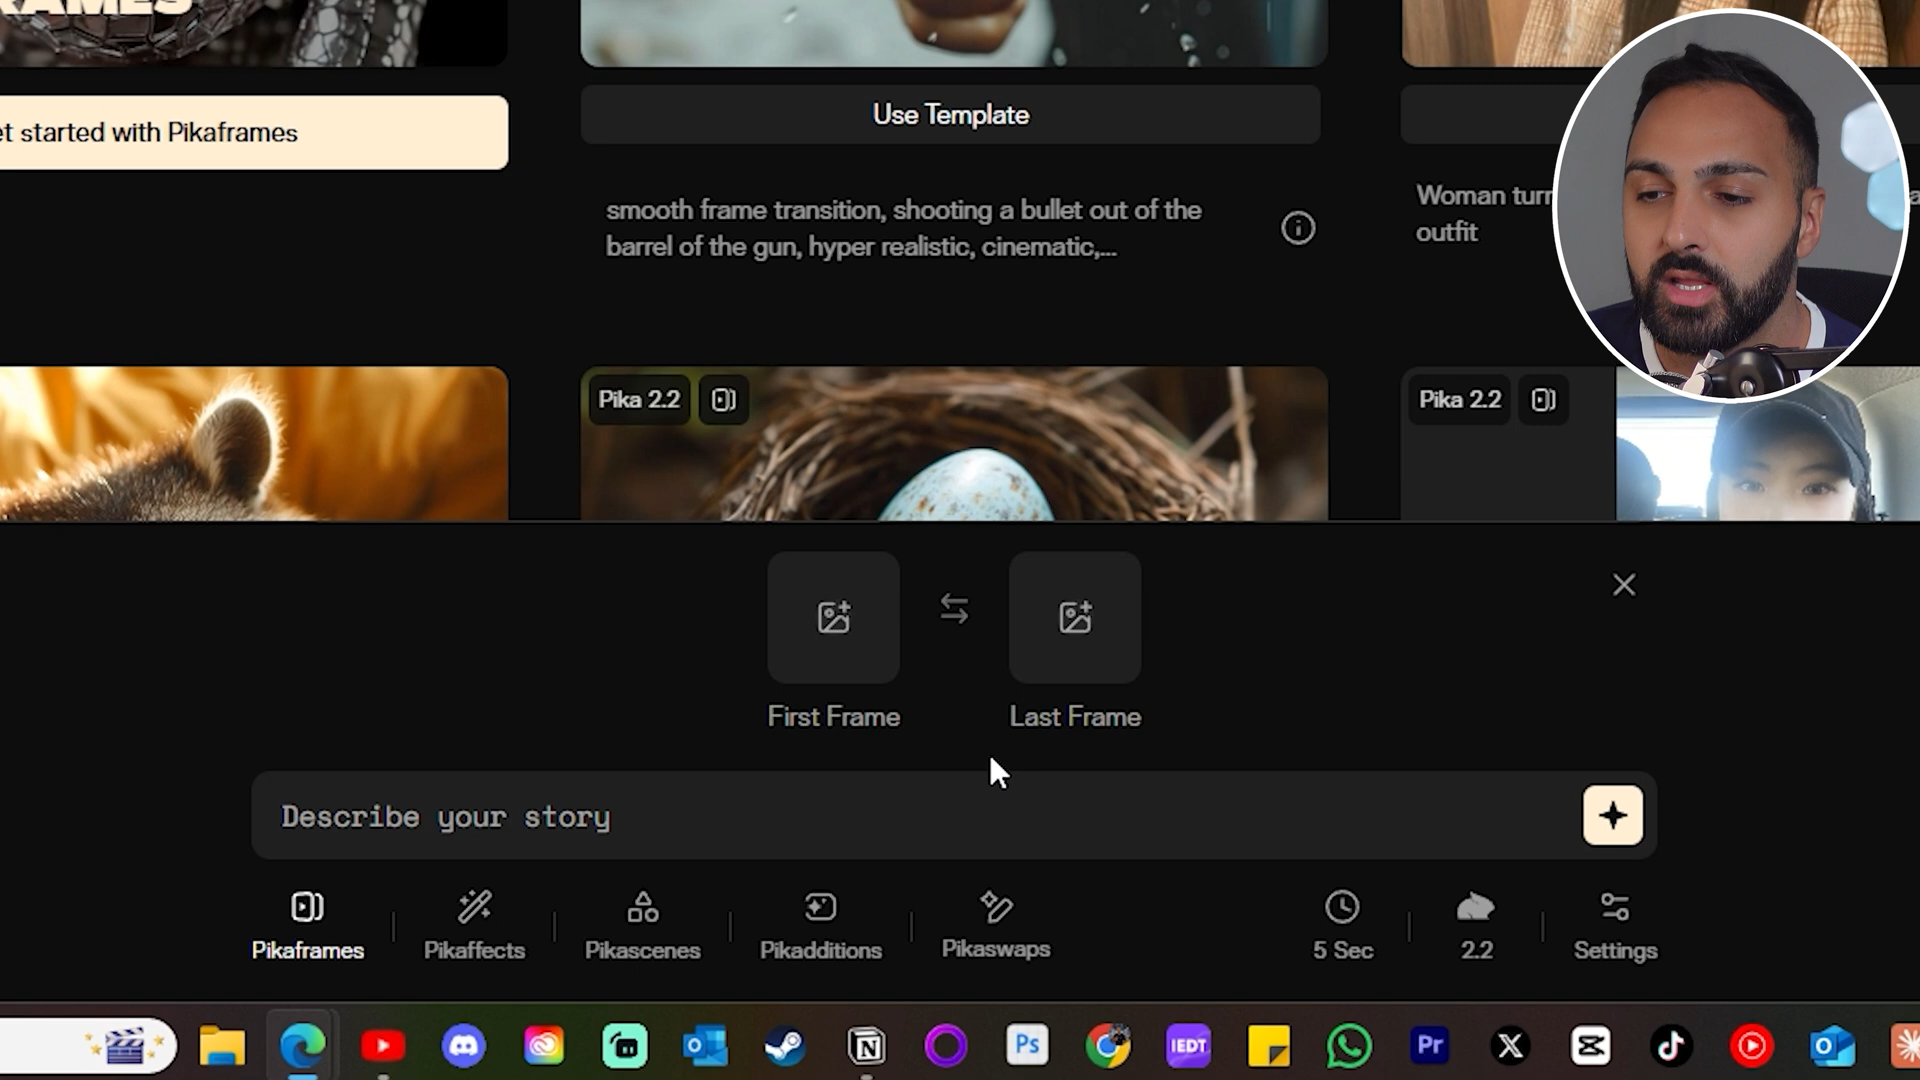 RAMES
et started with Pikaframes
Use Template
smooth frame transition, shooting a bullet out of the
barrel of the gun, hyper realistic, cinematic,...
Woman turn
outfit
Pika 2.2
Pika 2.2
First Frame
Last Frame
Describe your story
Pikaframes
Pikaffects
Pikascenes
Pikadditions
Pikaswaps
5 Sec
2.2
Settings
N
Ps
IEDT
Pr
X